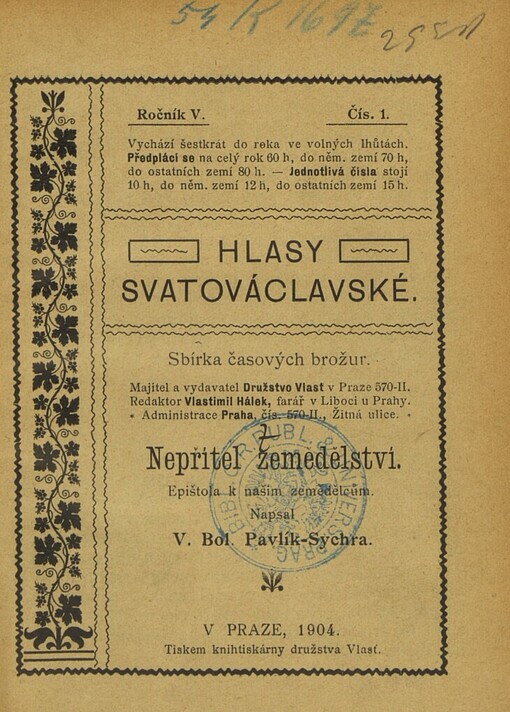 54 K 1697
Ročník V.
Čís. 1.
Vychází šestkrát do roka ve volných lhůtách.
Předplácí se na celý rok 60 h, do něm. zemí 70 h,
do ostatních zemí 80 h. — Jednotlivá čísla stojí
10 h, do něm. zemí 12 h, do ostatních zemí 15 h.
HLASY
SVATOVÁCLAVSKÉ.
Sbírka časových brožur.
Majitel a vydavatel Družstvo Vlast v Praze 570-II.
Redaktor Vlastimil Hálek, farář v Liboci u Prahy.
• Administrace Praha, čís. 570-II., Žitná ulice. •
Nepřítel zemědělství.
Epištola k našim zemědělcům.
Napsal
V. Bol. Pavlík-Sychra.
V PRAZE, 1904.
Tiskem knihtiskárny družstva Vlasť.